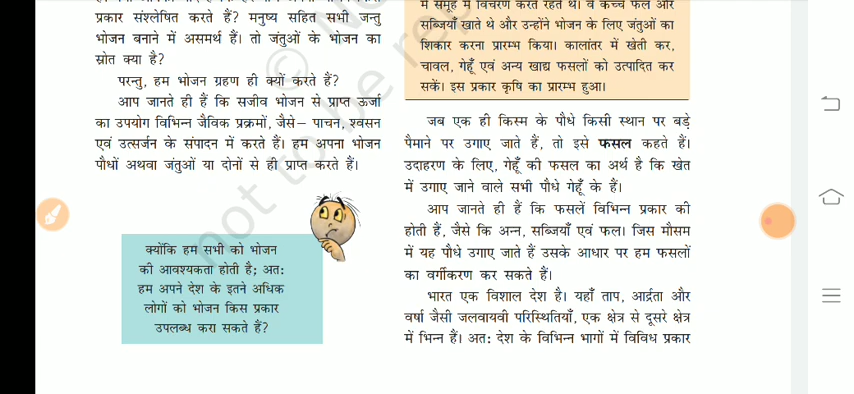 प्रकार संश्लेषित करते हैं? मनुष्य सहित सभी जन्तु
भोजन बनाने में असमर्थ हैं। तो जंतुओं के भोजन का
स्रोत क्या है?
परन्तु, हम भोजन ग्रहण ही क्यों करते हैं?
आप जानते ही हैं कि सजीव भोजन से प्राप्त ऊर्जा
का उपयोग विभिन्न जैविक प्रक्रमों, जैसे– पाचन, श्वसन
एवं उत्सर्जन के संपादन में करते हैं। हम अपना भोजन
पौधों अथवा जंतुओं या दोनों से ही प्राप्त करते हैं।
क्योंकि हम सभी को भोजन
की आवश्यकता होती है; अतः
हम अपने देश के इतने अधिक
लोगों को भोजन किस प्रकार
उपलब्ध करा सकते हैं?
में समूह में विचरण करते रहते थे। वे कच्चे फल और
सब्जियाँ खाते थे और उन्होंने भोजन के लिए जंतुओं का
शिकार करना प्रारम्भ किया। कालांतर में खेती कर,
चावल, गेहूँ एवं अन्य खाद्य फसलों को उत्पादित कर
सकें। इस प्रकार कृषि का प्रारम्भ हुआ।
जब एक ही किस्म के पौधे किसी स्थान पर बड़े
पैमाने पर उगाए जाते हैं, तो इसे फसल कहते हैं।
उदाहरण के लिए, गेहूँ की फसल का अर्थ है कि खेत
में उगाए जाने वाले सभी पौधे गेहूँ के हैं।
आप जानते ही हैं कि फसलें विभिन्न प्रकार की
होती हैं, जैसे कि अन्न, सब्जियाँ एवं फल। जिस मौसम
में यह पौधे उगाए जाते हैं उसके आधार पर हम फसलों
का वर्गीकरण कर सकते हैं।
भारत एक विशाल देश है। यहाँ ताप, आर्द्रता और
वर्षा जैसी जलवायवी परिस्थितियाँ, एक क्षेत्र से दूसरे क्षेत्र
में भिन्न हैं। अतः देश के विभिन्न भागों में विविध प्रकार
not to be rep